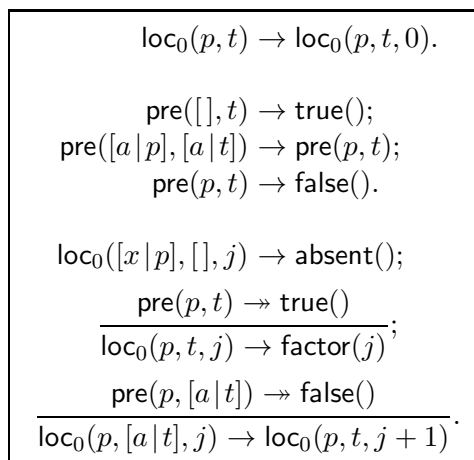 loc₀(p, t) → loc₀(p, t, 0).
pre([ ], t) → true();
pre([a | p], [a | t]) → pre(p, t);
pre(p, t) → false().
loc₀([x | p], [ ], j) → absent();
pre(p, t) ↠ true()
loc₀(p, t, j) → factor(j);
pre(p, [a | t]) ↠ false()
loc₀(p, [a | t], j) → loc₀(p, t, j + 1).